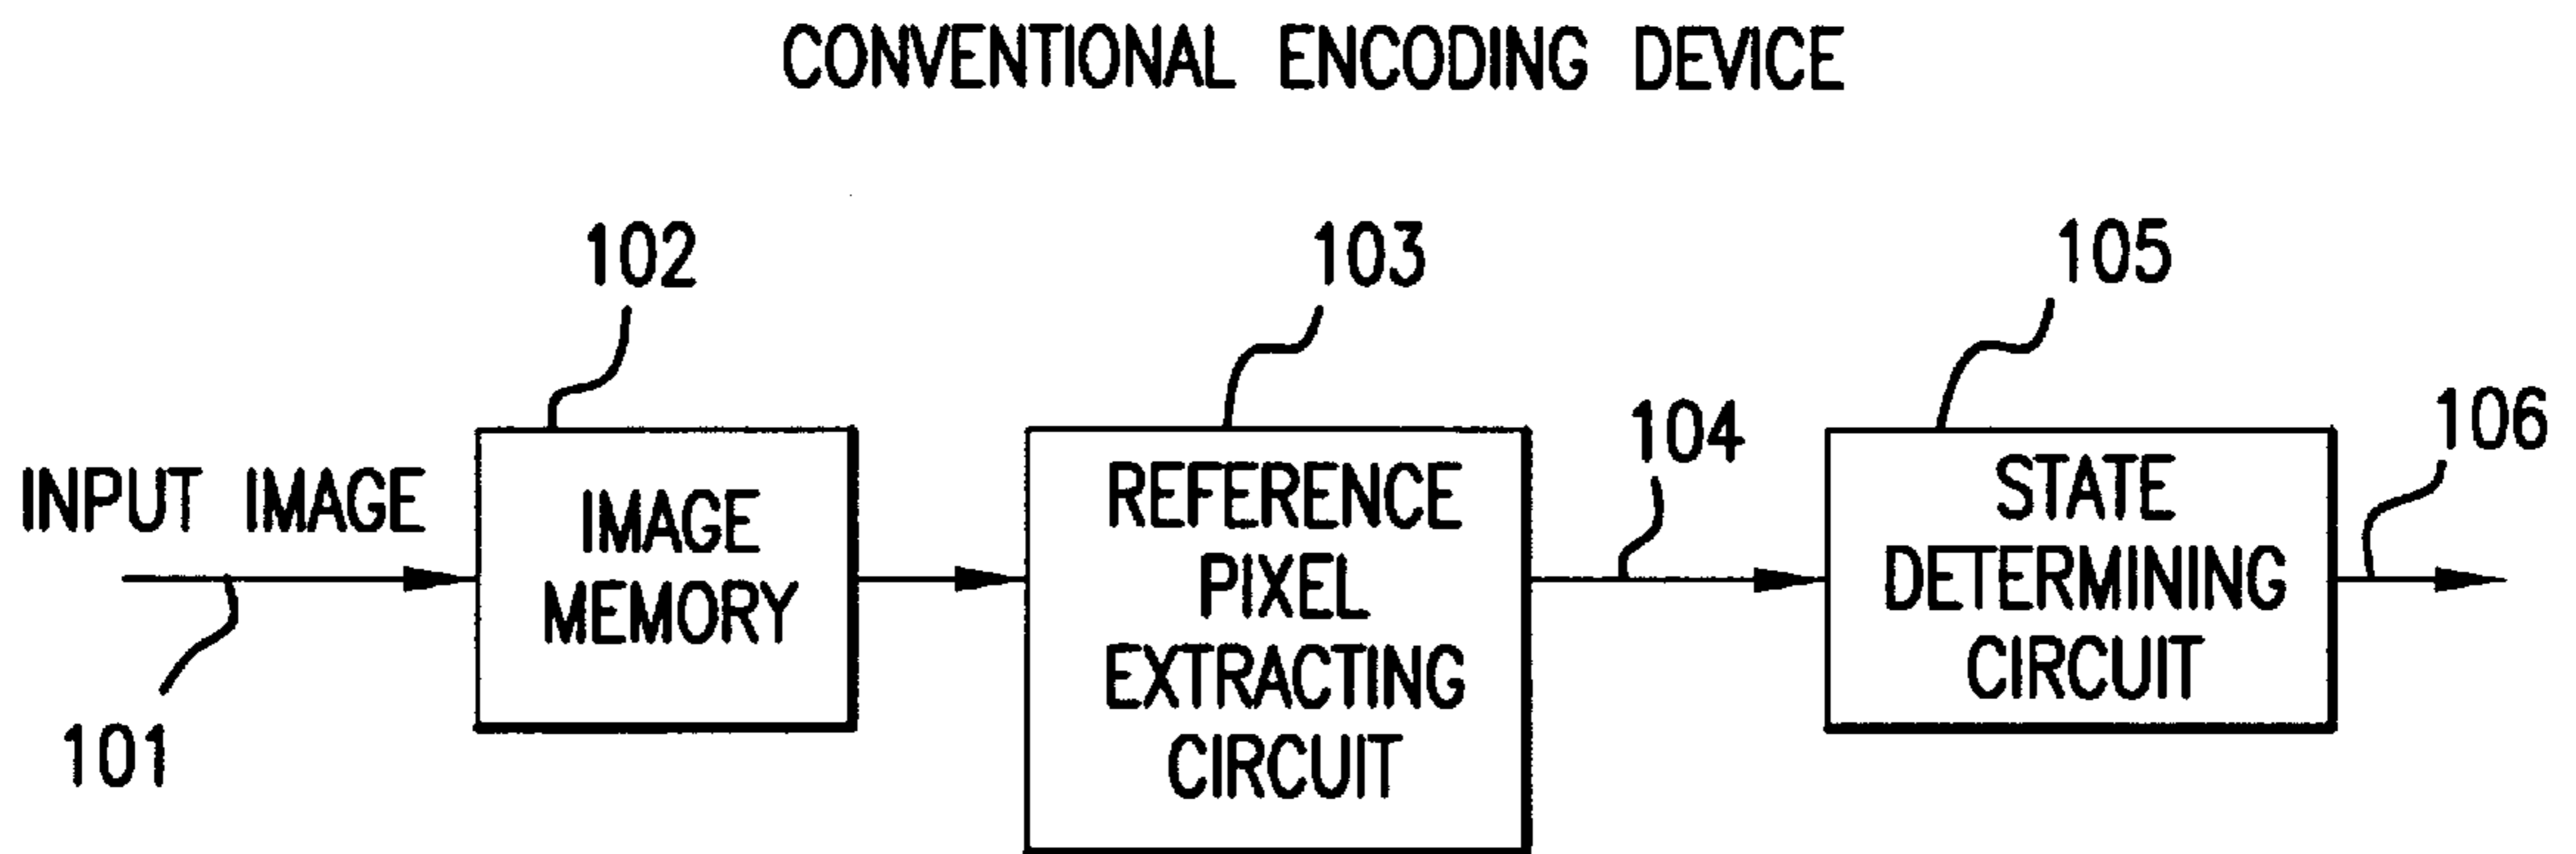 CONVENTIONAL ENCODING DEVICE
102
103
105
104
106
INPUT IMAGE
IMAGE
MEMORY
REFERENCE
PIXEL
EXTRACTING
CIRCUIT
STATE
DETERMINING
CIRCUIT
101